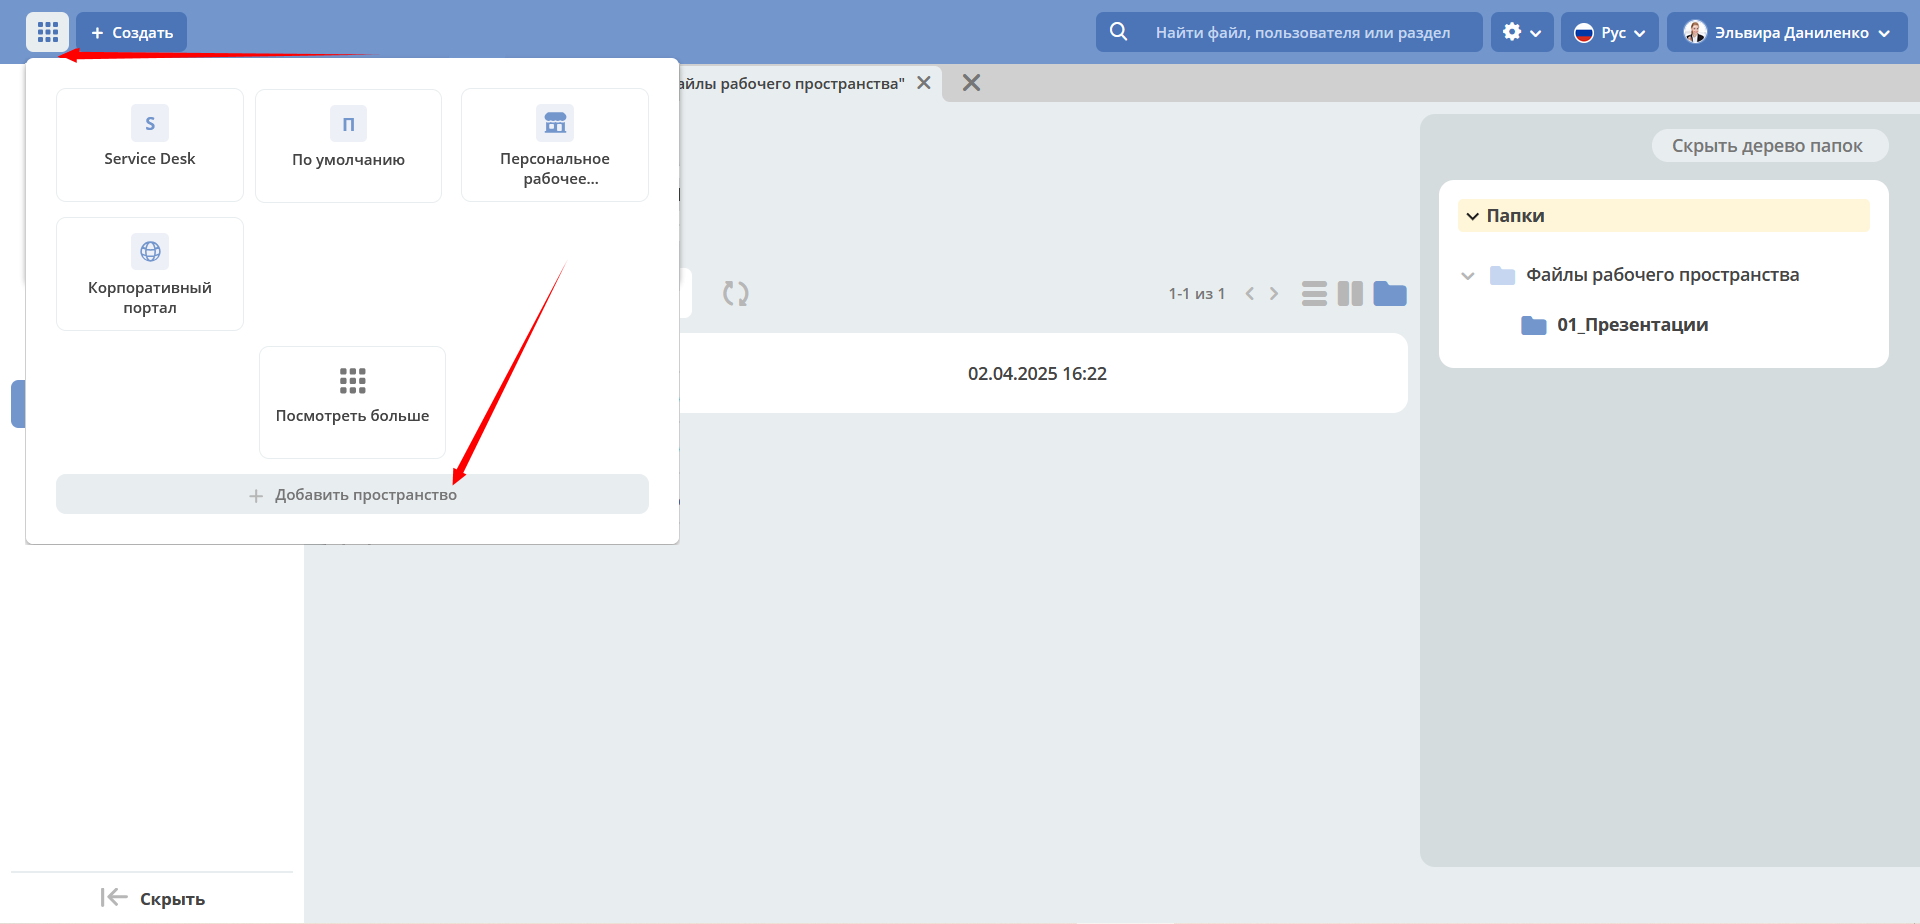 + Создать
Найти файл, пользователя или раздел
Рус
Эльвира Даниленко
айлы рабочего пространства"
S
Service Desk
П
По умолчанию
Персональное
рабочее...
Корпоративный
портал
Посмотреть больше
+ Добавить пространство
1-1 из 1
02.04.2025 16:22
Скрыть дерево папок
Папки
Файлы рабочего пространства
01_Презентации
Скрыть